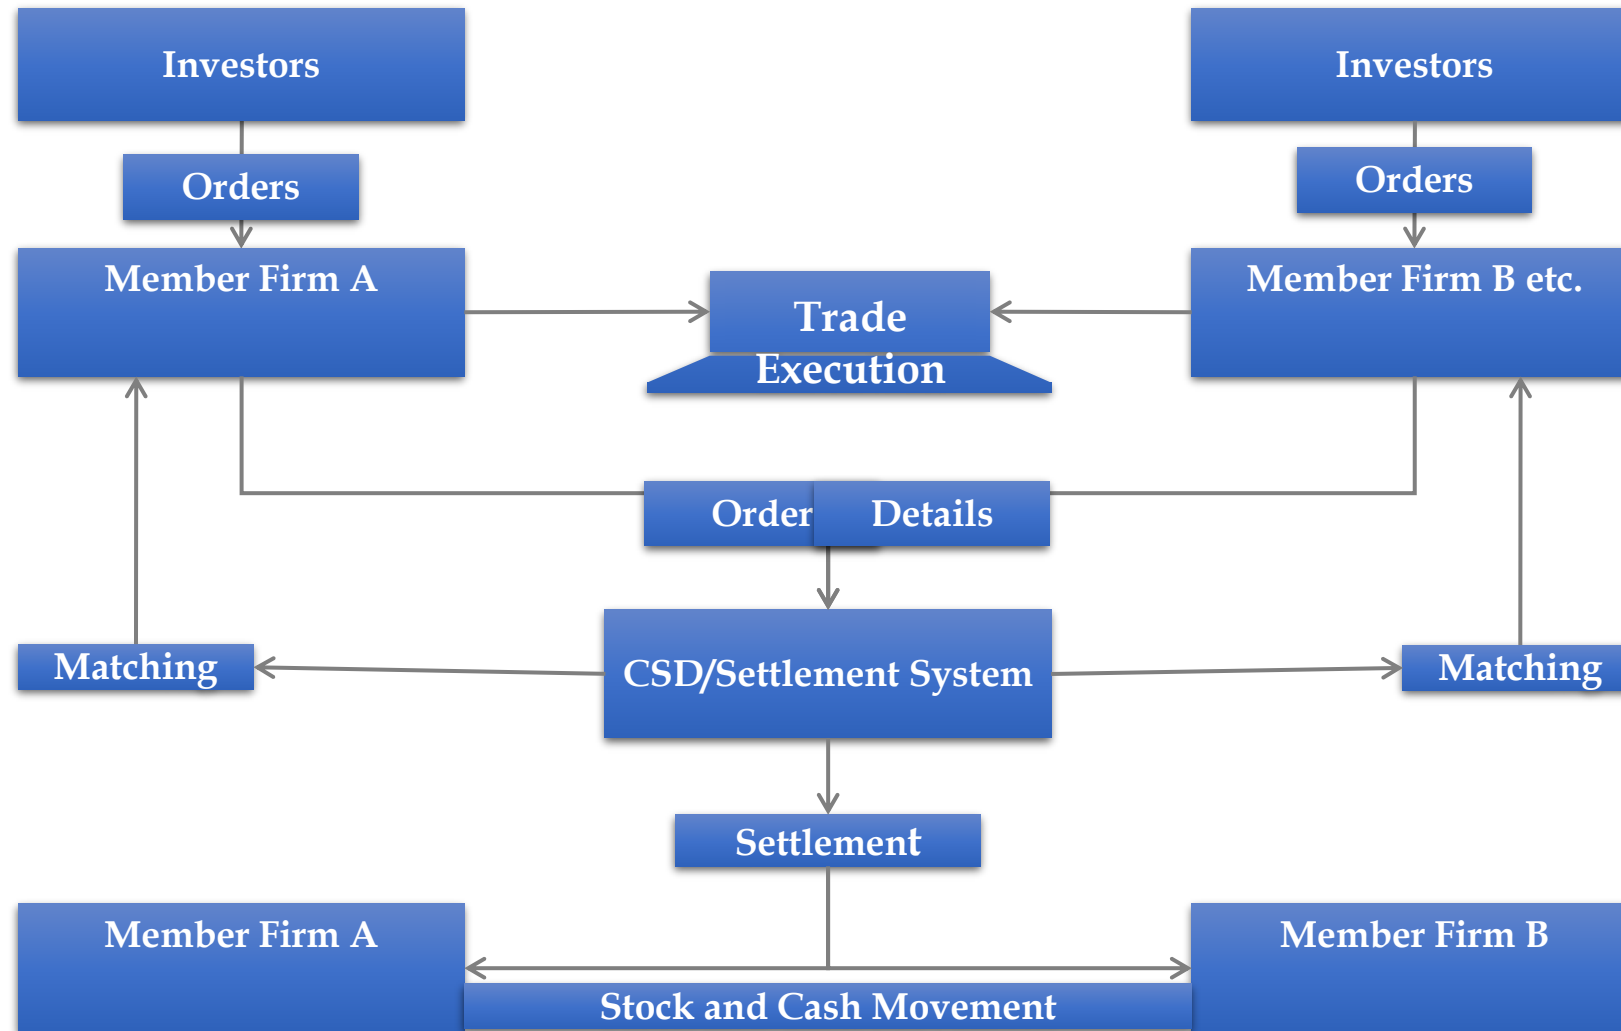 Investors
Investors
Orders
Orders
Member Firm A
Member Firm B etc.
Trade
Execution
Order
Details
Matching
CSD/Settlement System
Matching
Settlement
Member Firm A
Member Firm B
Stock and Cash Movement